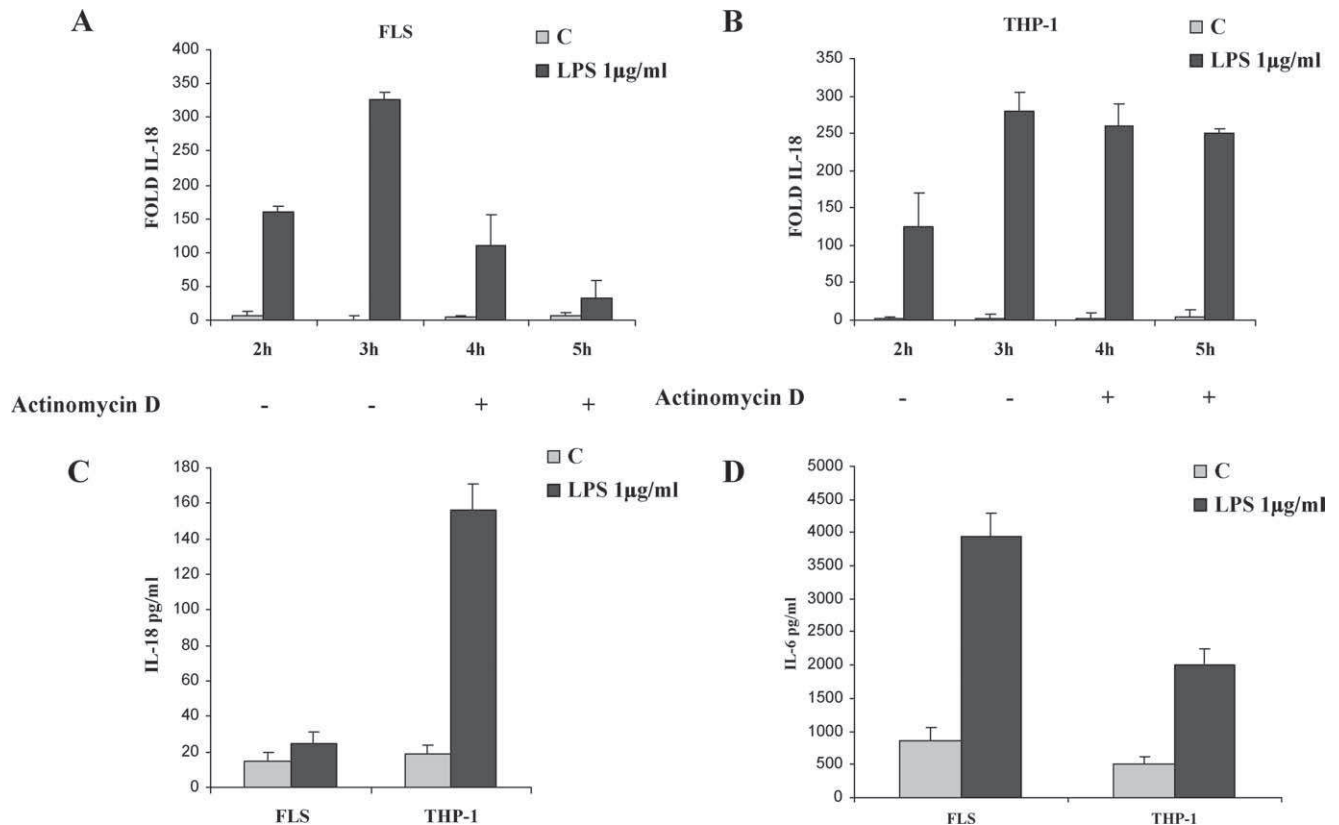 A
FLS
C
LPS 1µg/ml
FOLD IL-18
400
350
300
250
200
150
100
50
0
2h 3h 4h 5h
Actinomycin D - - + +
B
THP-1
C
LPS 1µg/ml
FOLD IL-18
350
300
250
200
150
100
50
0
2h 3h 4h 5h
Actinomycin D - - + +
C
C
LPS 1µg/ml
IL-18 pg/ml
180
160
140
120
100
80
60
40
20
0
FLS THP-1
D
C
LPS 1µg/ml
IL-6 pg/ml
5000
4500
4000
3500
3000
2500
2000
1500
1000
500
0
FLS THP-1